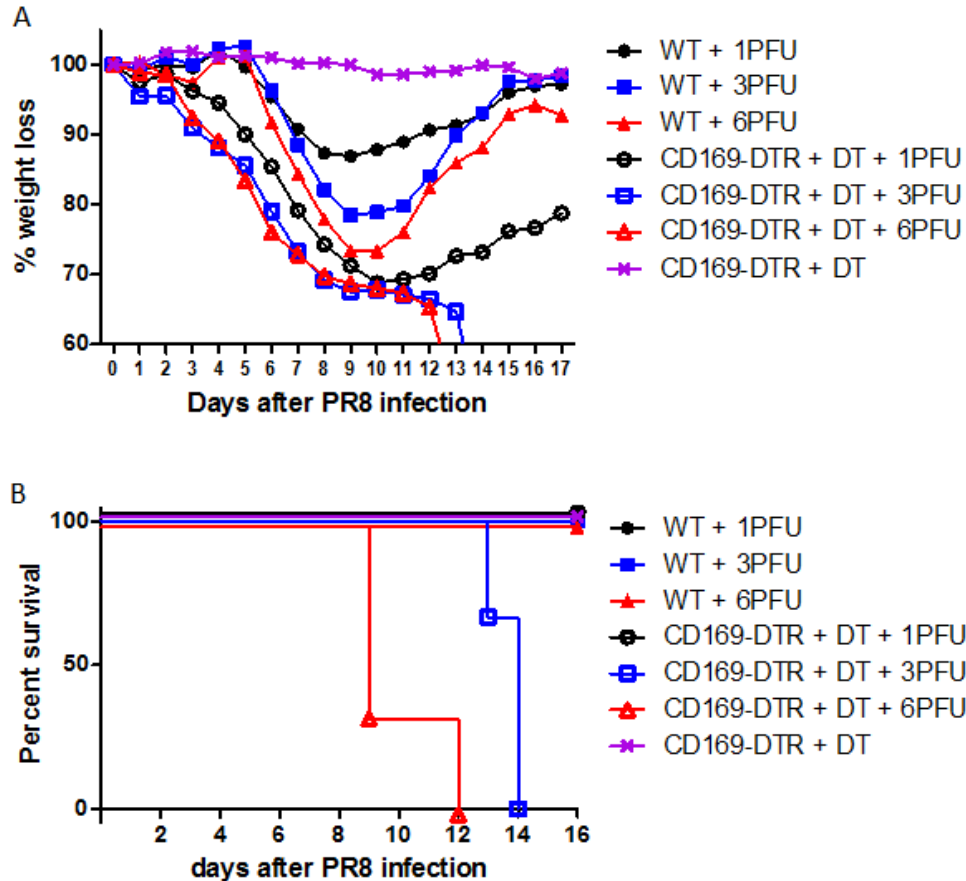 A
% weight loss
100
90
80
70
60
0 1 2 3 4 5 6 7 8 9 10 11 12 13 14 15 16 17
Days after PR8 infection
WT + 1PFU
WT + 3PFU
WT + 6PFU
CD169-DTR + DT + 1PFU
CD169-DTR + DT + 3PFU
CD169-DTR + DT + 6PFU
CD169-DTR + DT
B
Percent survival
100
50
0
2 4 6 8 10 12 14 16
days after PR8 infection
WT + 1PFU
WT + 3PFU
WT + 6PFU
CD169-DTR + DT + 1PFU
CD169-DTR + DT + 3PFU
CD169-DTR + DT + 6PFU
CD169-DTR + DT